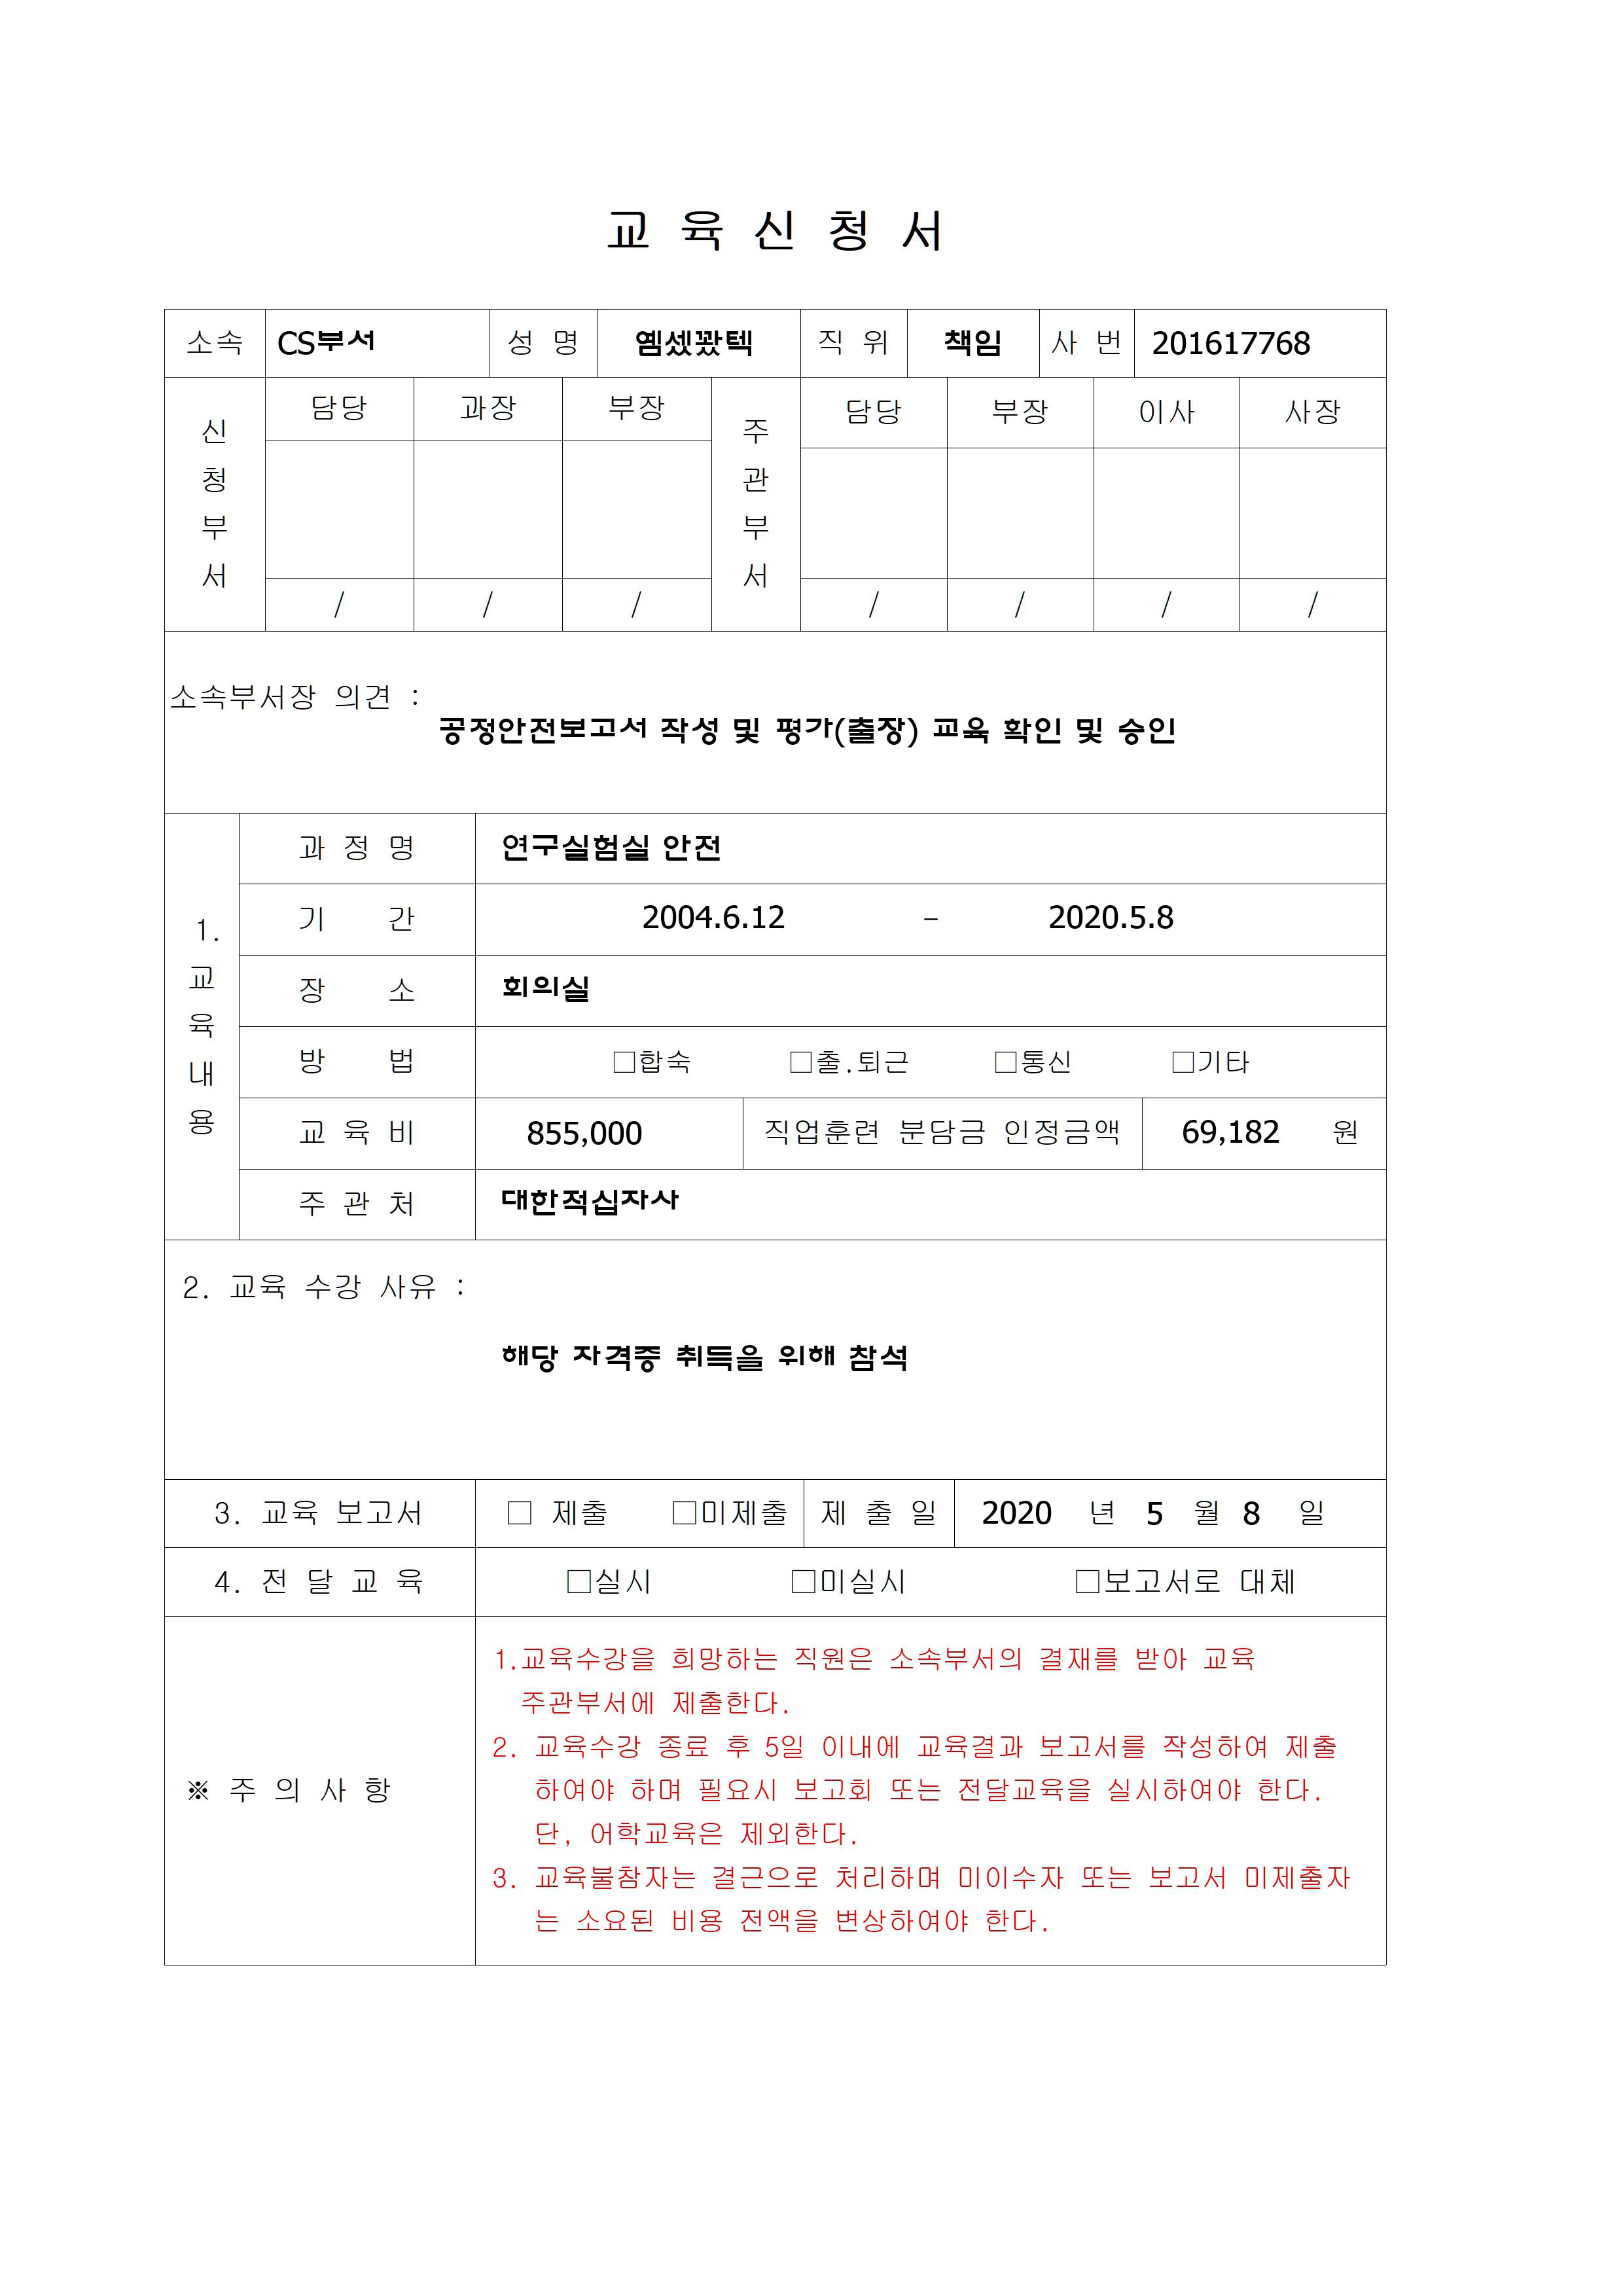 교 육 신 청 서
소속 CS부서 성 명 옘셌꽜텍 직 위 책임 사 번 201617768
신청부서 담당 과장 부장 주관부서 담당 부장 이사 사장
/ / / / / / /
소속부서장 의견 :
공정안전보고서 작성 및 평가(출장) 교육 확인 및 승인
1. 교육내용
과 정 명 연구실험실 안전
기 간 2004.6.12 - 2020.5.8
장 소 회의실
방 법 □합숙 □출.퇴근 □통신 □기타
교 육 비 855,000 직업훈련 분담금 인정금액 69,182 원
주 관 처 대한적십자사
2. 교육 수강 사유 :
해당 자격증 취득을 위해 참석
3. 교육 보고서 □ 제출 □미제출 제 출 일 2020 년 5 월 8 일
4. 전 달 교 육 □실시 □미실시 □보고서로 대체
※ 주 의 사 항
1.교육수강을 희망하는 직원은 소속부서의 결재를 받아 교육
주관부서에 제출한다.
2. 교육수강 종료 후 5일 이내에 교육결과 보고서를 작성하여 제출
하여야 하며 필요시 보고회 또는 전달교육을 실시하여야 한다.
단, 어학교육은 제외한다.
3. 교육불참자는 결근으로 처리하며 미이수자 또는 보고서 미제출자
는 소요된 비용 전액을 변상하여야 한다.